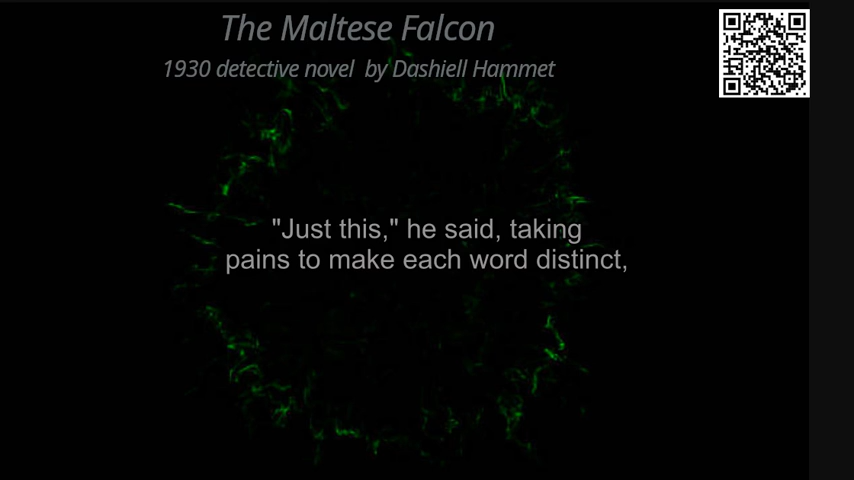 The Maltese Falcon
1930 detective novel by Dashiell Hammet
"Just this," he said, taking
pains to make each word distinct,